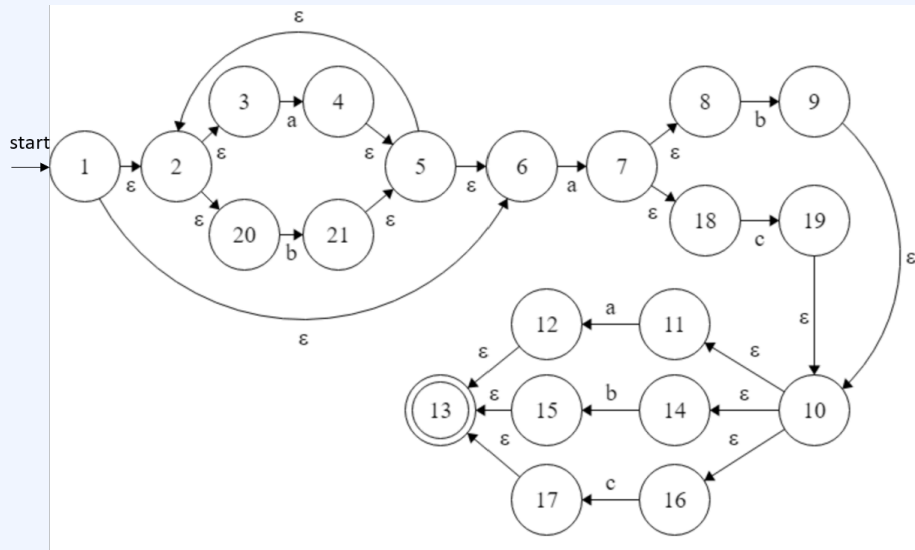 ε
3 a 4 8 b 9
start
1 ε 2 ε ε 5 ε 6 a 7 ε
ε 20 b 21 ε ε 18 c 19
ε
ε
12 a 11 ε
ε ε
13 ε 15 b 14 ε 10
ε ε
17 c 16